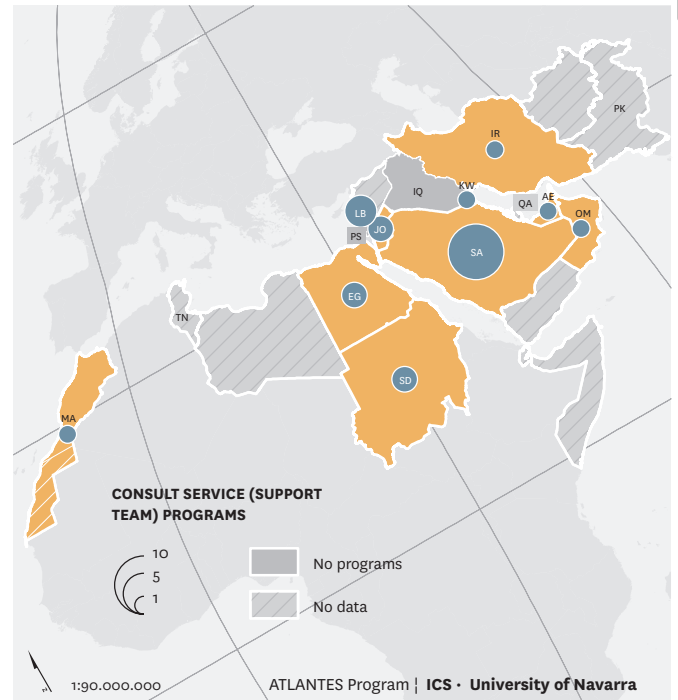 PK
IR
IQ
KW
QA
AE
OM
LB
JO
PS
SA
EG
TN
SD
MA
CONSULT SERVICE (SUPPORT
TEAM) PROGRAMS
10
5
1
No programs
No data
N
1:90.000.000
ATLANTES Program ¦ ICS · University of Navarra